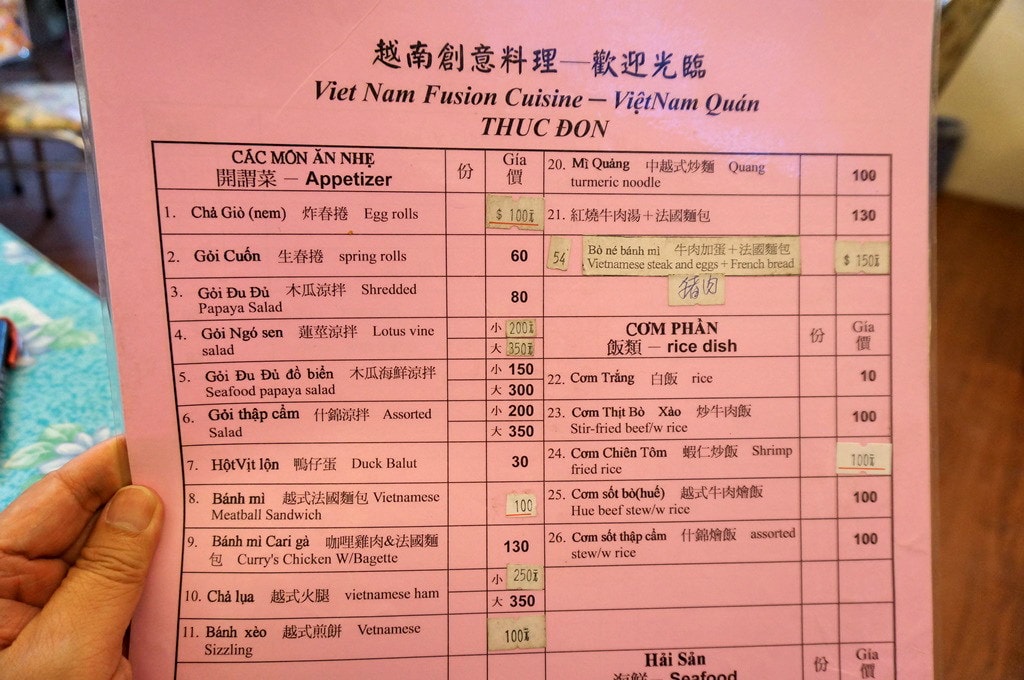 越南創意料理─歡迎光臨
Viet Nam Fusion Cuisine – ViệtNam Quán
THUC ĐON
CÁC MÓN ĂN NHẸ
開謂菜 – Appetizer
份
Gía
價
1. Chả Giò (nem) 炸春捲 Egg rolls
$ 100元
2. Gỏi Cuốn 生春捲 spring rolls
60
3. Gỏi Đu Đủ 木瓜涼拌 Shredded
Papaya Salad
80
4. Gỏi Ngó sen 蓮莖涼拌 Lotus vine
salad
小 200元
大 350元
5. Gỏi Đu Đủ đồ biển 木瓜海鮮涼拌
Seafood papaya salad
小 150
大 300
6. Gỏi thập cẩm 什錦涼拌 Assorted
Salad
小 200
大 350
7. HộtVịt lộn 鴨仔蛋 Duck Balut
30
8. Bánh mì 越式法國麵包 Vietnamese
Meatball Sandwich
100
9. Bánh mì Cari gà 咖哩雞肉&法國麵
包 Curry's Chicken W/Bagette
130
10. Chả lụa 越式火腿 vietnamese ham
小 250元
大 350
11. Bánh xèo 越式煎餅 Vetnamese
Sizzling
100元
20. Mì Quảng 中越式炒麵 Quang
turmeric noodle
100
21. 紅燒牛肉湯＋法國麵包
130
54 Bò né bánh mì 牛肉加蛋＋法國麵包
Vietnamese steak and eggs + French bread
$ 150元
豬肉
CƠM PHẦN
飯類 – rice dish
份
Gía
價
22. Cơm Trắng 白飯 rice
10
23. Cơm Thịt Bò Xào 炒牛肉飯
Stir-fried beef/w rice
100
24. Cơm Chiên Tôm 蝦仁炒飯 Shrimp
fried rice
100元
25. Cơm sốt bò(huế) 越式牛肉燴飯
Hue beef stew/w rice
100
26. Cơm sốt thập cẩm 什錦燴飯 assorted
stew/w rice
100
Hải Sản
海鮮 – Seafood
份
Gía
價